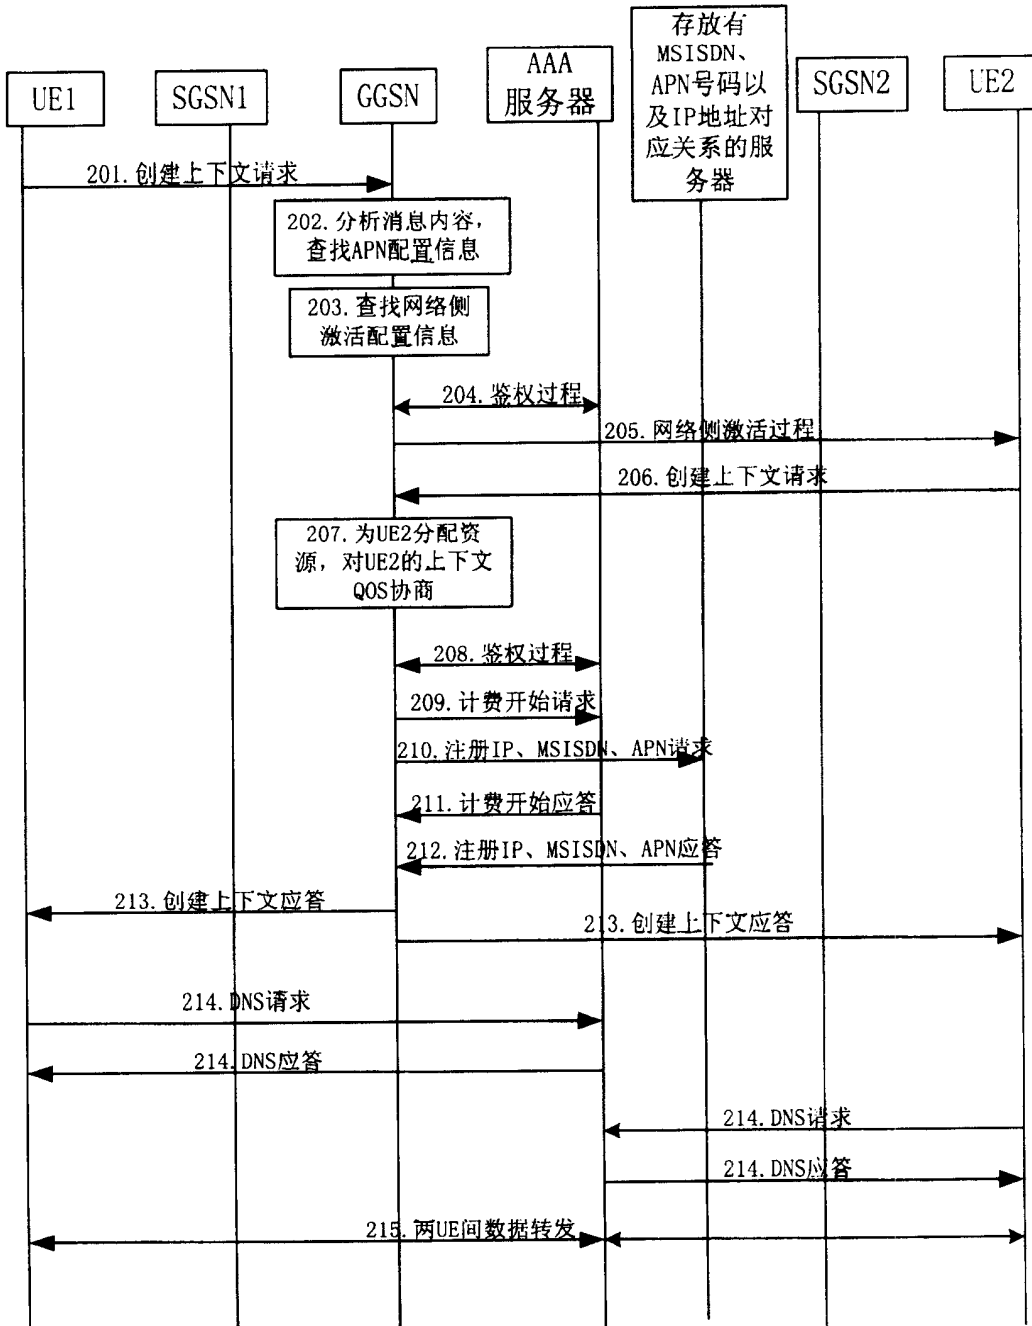 UE1
SGSN1
GGSN
AAA
服务器
存放有
MSISDN、
APN号码以
及IP地址对
应关系的服
务器
SGSN2
UE2
201.创建上下文请求
202.分析消息内容，
查找APN配置信息
203.查找网络侧
激活配置信息
204.鉴权过程
205.网络侧激活过程
206.创建上下文请求
207.为UE2分配资
源，对UE2的上下文
QOS协商
208.鉴权过程
209.计费开始请求
210.注册IP、MSISDN、APN请求
211.计费开始应答
212.注册IP、MSISDN、APN应答
213.创建上下文应答
213.创建上下文应答
214.DNS请求
214.DNS应答
214.DNS请求
214.DNS应答
215.两UE间数据转发